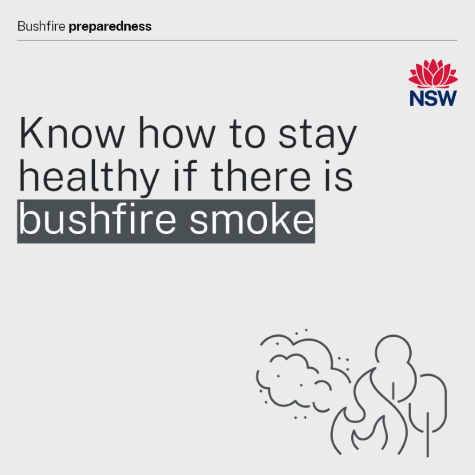 Bushfire preparedness
NSW
Know how to stay
healthy if there is
bushfire smoke